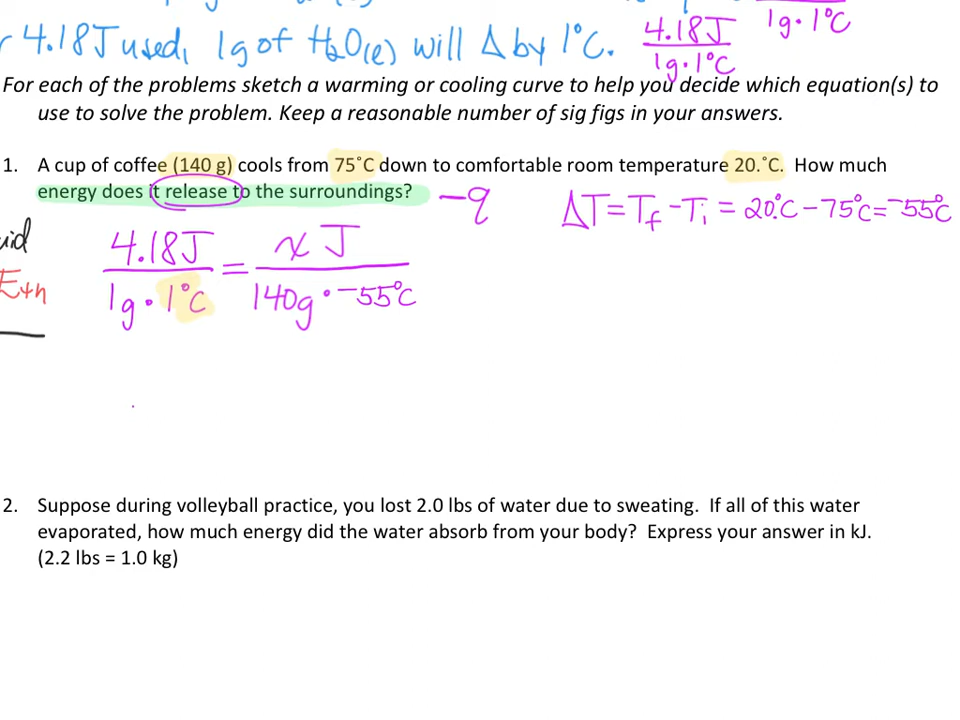 4.18J used, 1g of H₂O(ℓ) will Δ by 1°C. 4.18J / 1g·1°C 1g·1°C
For each of the problems sketch a warming or cooling curve to help you decide which equation(s) to
use to solve the problem. Keep a reasonable number of sig figs in your answers.
1. A cup of coffee (140 g) cools from 75˚C down to comfortable room temperature 20.˚C. How much
energy does it release to the surroundings? -q ΔT=Tf-Ti = 20.°C-75°C=-55°C
4.18J / 1g·1°C = x J / 140g·-55°C
Eth
2. Suppose during volleyball practice, you lost 2.0 lbs of water due to sweating. If all of this water
evaporated, how much energy did the water absorb from your body? Express your answer in kJ.
(2.2 lbs = 1.0 kg)